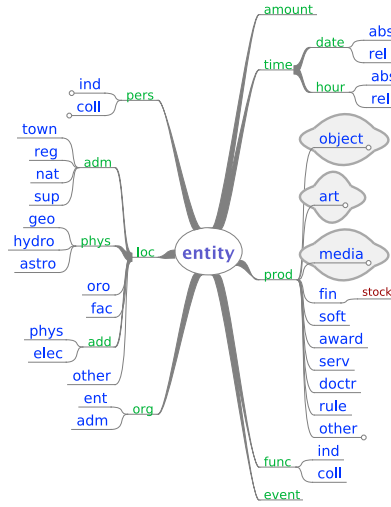 amount
date
abs
rel
time
hour
abs
rel
ind
coll
pers
town
reg
nat
sup
adm
geo
hydro
astro
phys
loc
oro
fac
phys
elec
add
other
ent
adm
org
entity
object
art
media
prod
fin
stock
soft
award
serv
doctr
rule
other
func
ind
coll
event